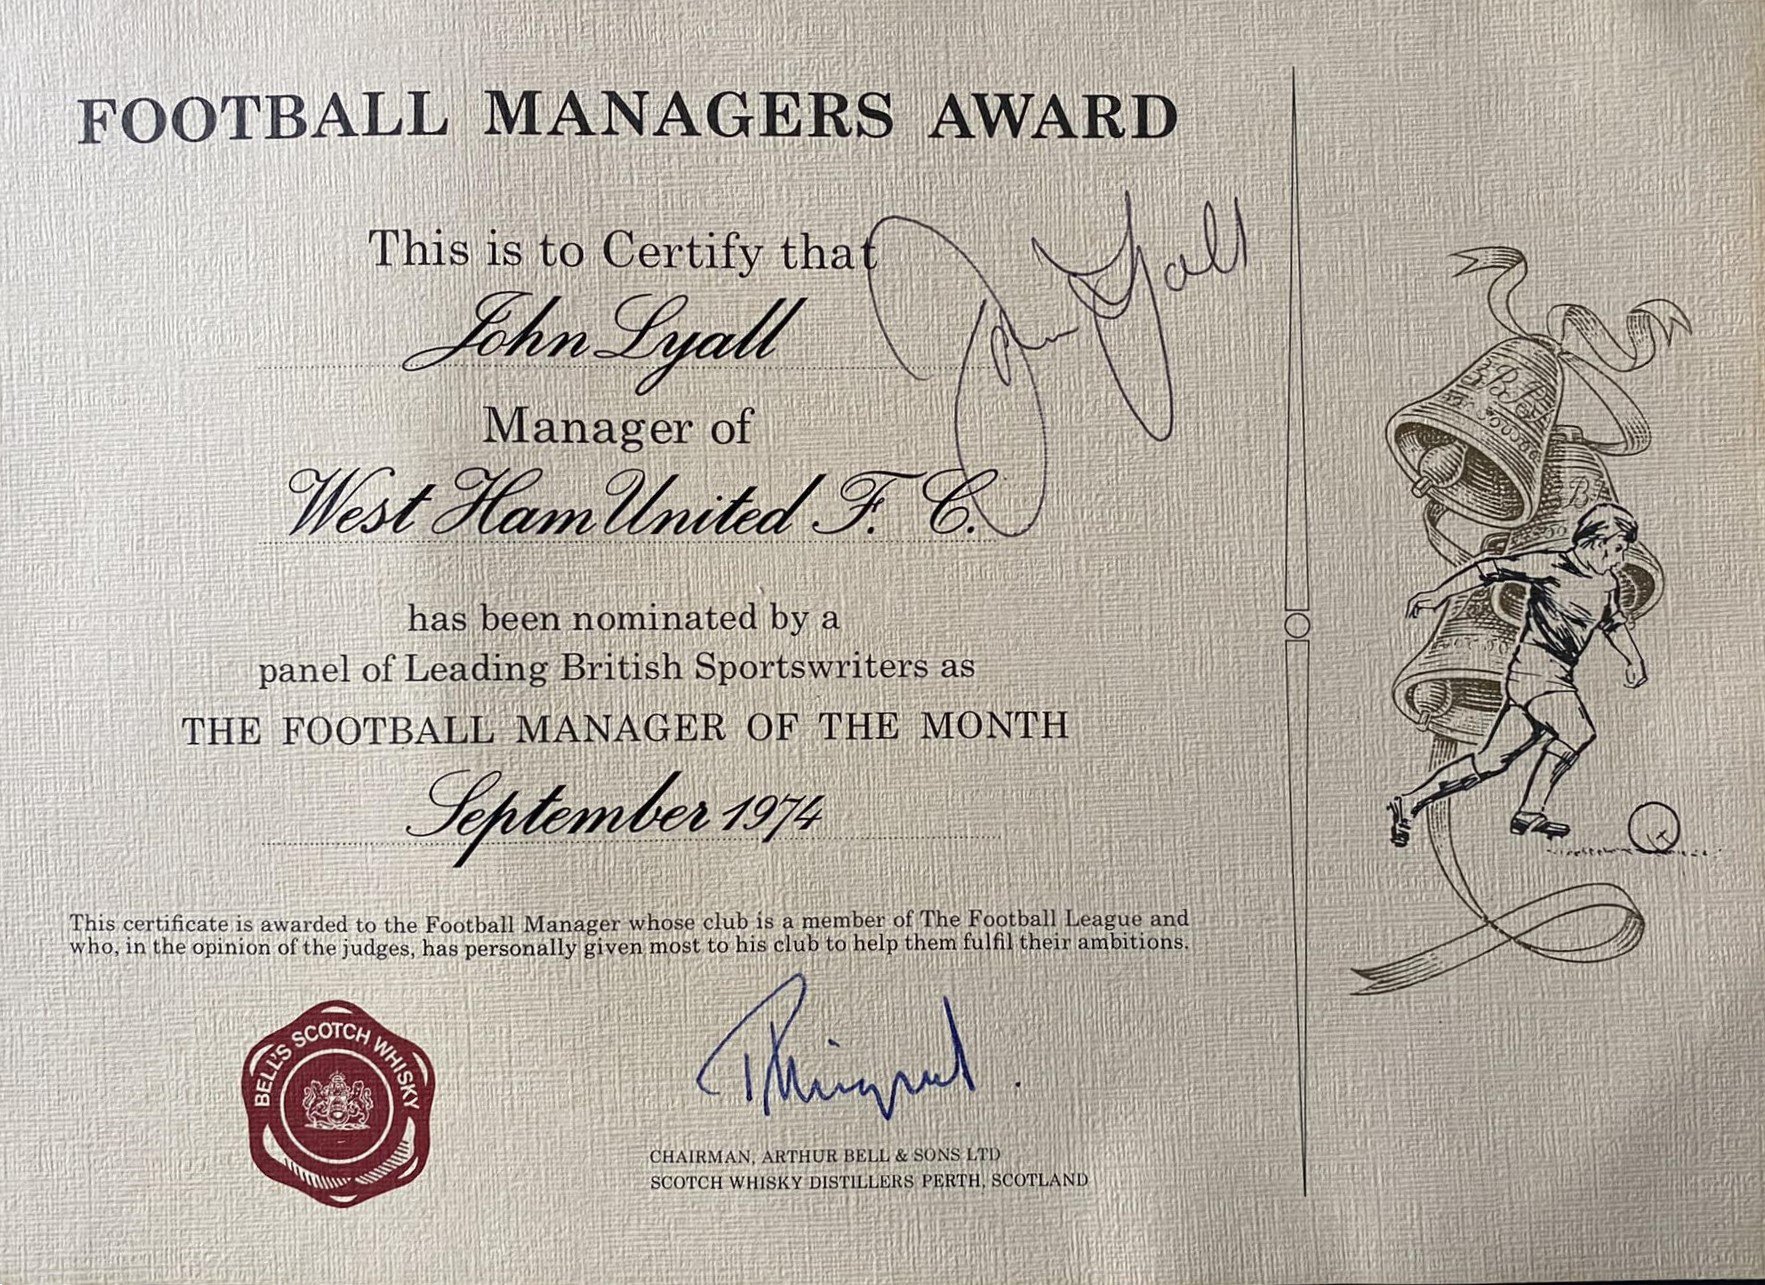 FOOTBALL MANAGERS AWARD
This is to Certify that
John Lyall
John Lyall
Manager of
West Ham United F. C.
has been nominated by a
panel of Leading British Sportswriters as
THE FOOTBALL MANAGER OF THE MONTH
September 1974
This certificate is awarded to the Football Manager whose club is a member of The Football League and
who, in the opinion of the judges, has personally given most to his club to help them fulfil their ambitions.
BELL'S SCOTCH WHISKY
CHAIRMAN, ARTHUR BELL & SONS LTD
SCOTCH WHISKY DISTILLERS PERTH, SCOTLAND